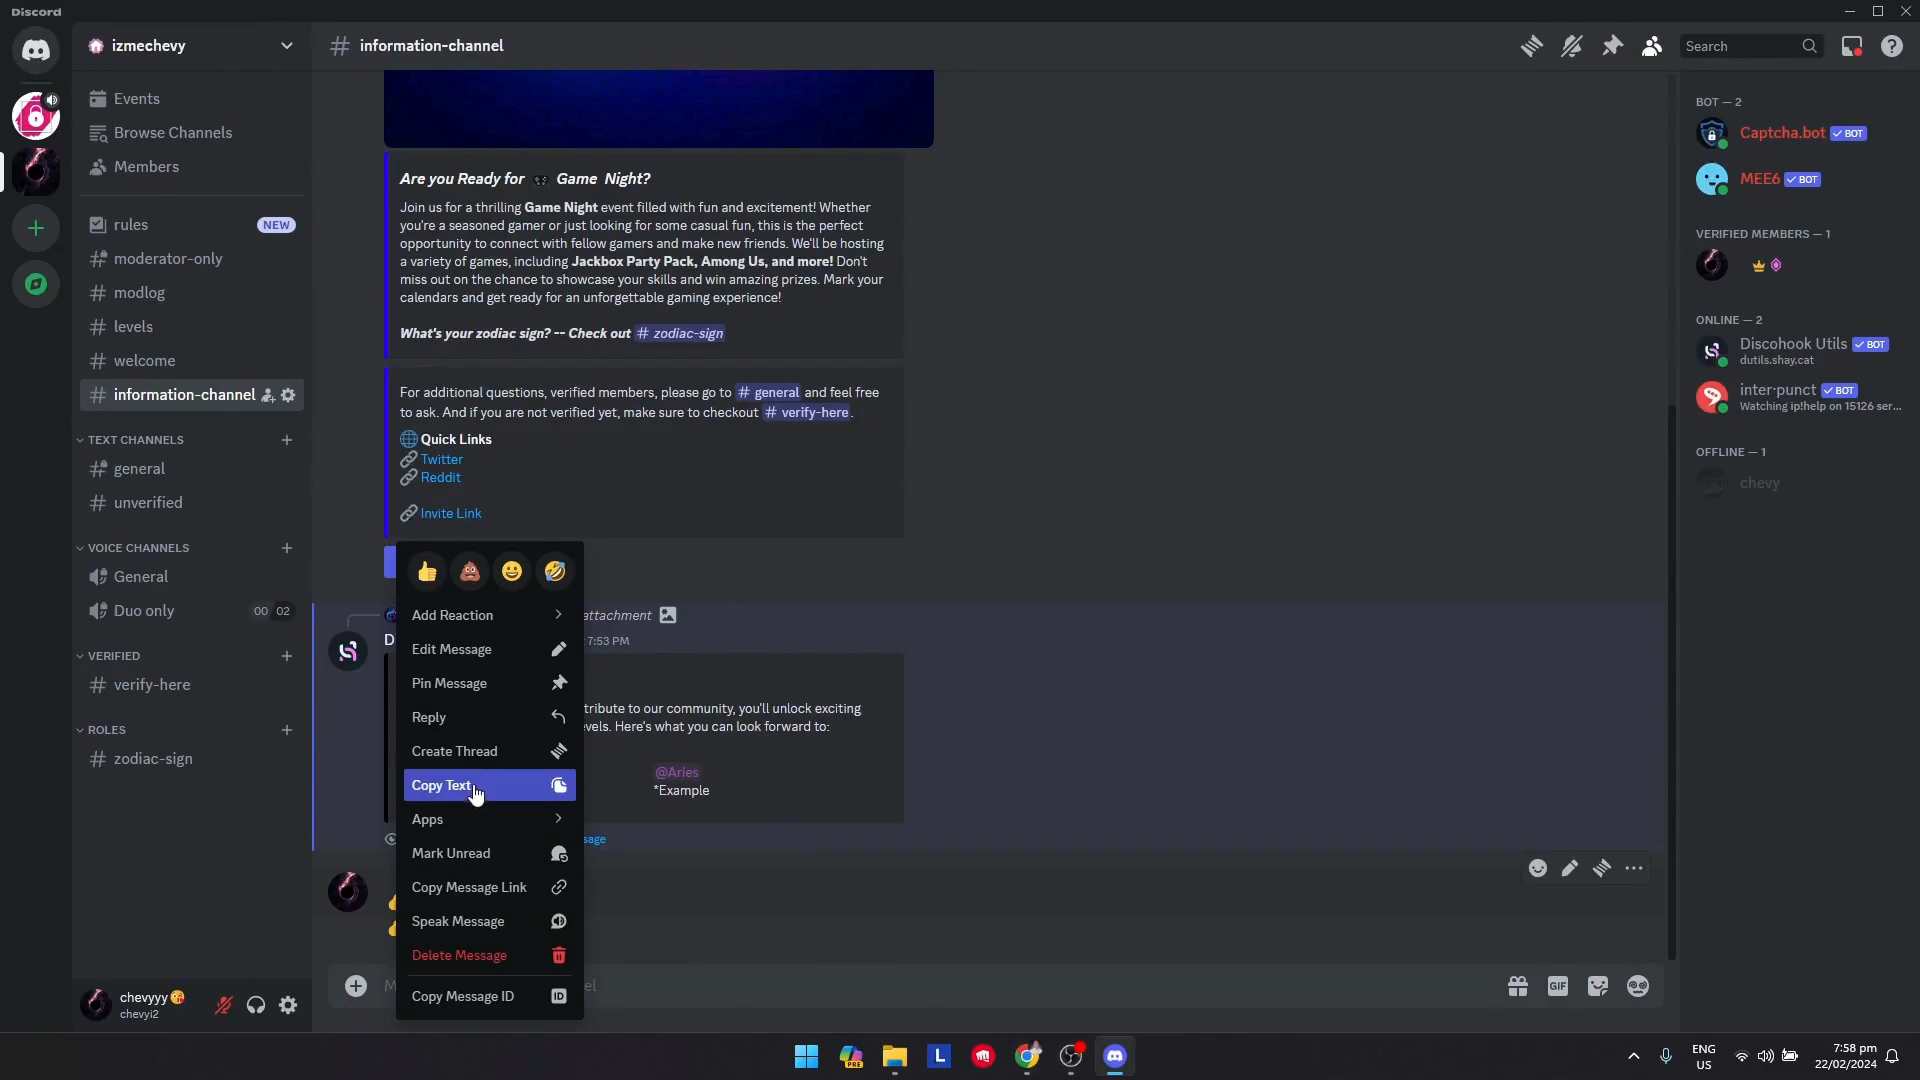 Discord
izmechevy
information-channel
Search
Events
Browse Channels
Members
rules
NEW
moderator-only
modlog
levels
welcome
information-channel
TEXT CHANNELS
general
unverified
VOICE CHANNELS
General
Duo only
00 02
VERIFIED
verify-here
ROLES
zodiac-sign
chevyyy
chevyi2
Are you Ready for Game Night?
Join us for a thrilling Game Night event filled with fun and excitement! Whether
you're a seasoned gamer or just looking for some casual fun, this is the perfect
opportunity to connect with fellow gamers and make new friends. We'll be hosting
a variety of games, including Jackbox Party Pack, Among Us, and more! Don't
miss out on the chance to showcase your skills and win amazing prizes. Mark your
calendars and get ready for an unforgettable gaming experience!
What's your zodiac sign? -- Check out # zodiac-sign
For additional questions, verified members, please go to # general and feel free
to ask. And if you are not verified yet, make sure to checkout # verify-here.
Quick Links
Twitter
Reddit
Invite Link
Add Reaction
Edit Message
Pin Message
Reply
Create Thread
Copy Text
Apps
Mark Unread
Copy Message Link
Speak Message
Delete Message
Copy Message ID
ID
attachment
D
7:53 PM
tribute to our community, you'll unlock exciting
evels. Here's what you can look forward to:
@Aries
*Example
sage
M
el
GIF
BOT — 2
Captcha.bot BOT
MEE6 BOT
VERIFIED MEMBERS — 1
ONLINE — 2
Discohook Utils BOT
dutils.shay.cat
inter·punct BOT
Watching ip!help on 15126 ser...
OFFLINE — 1
chevy
PRE
L
ENG
US
7:58 pm
22/02/2024